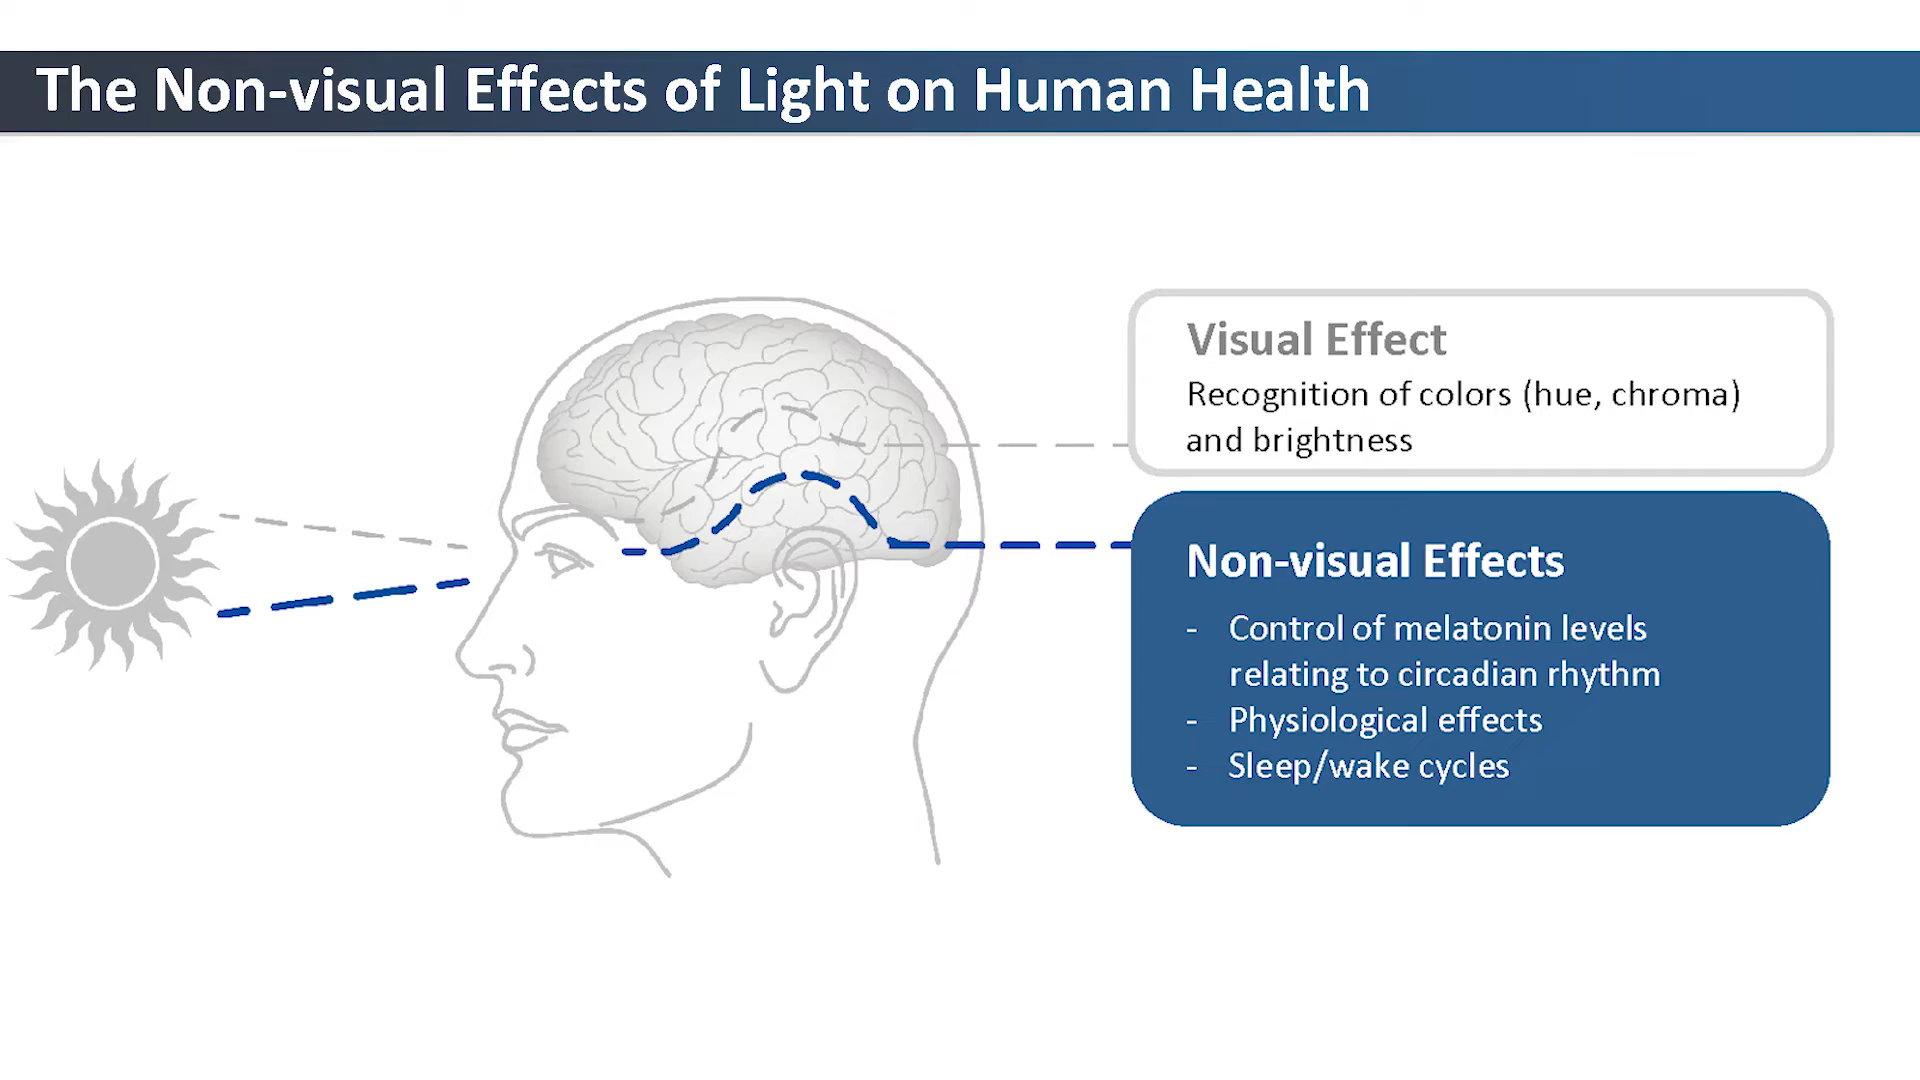 The Non-visual Effects of Light on Human Health
Visual Effect
Recognition of colors (hue, chroma)
and brightness
Non-visual Effects
- Control of melatonin levels
relating to circadian rhythm
- Physiological effects
- Sleep/wake cycles